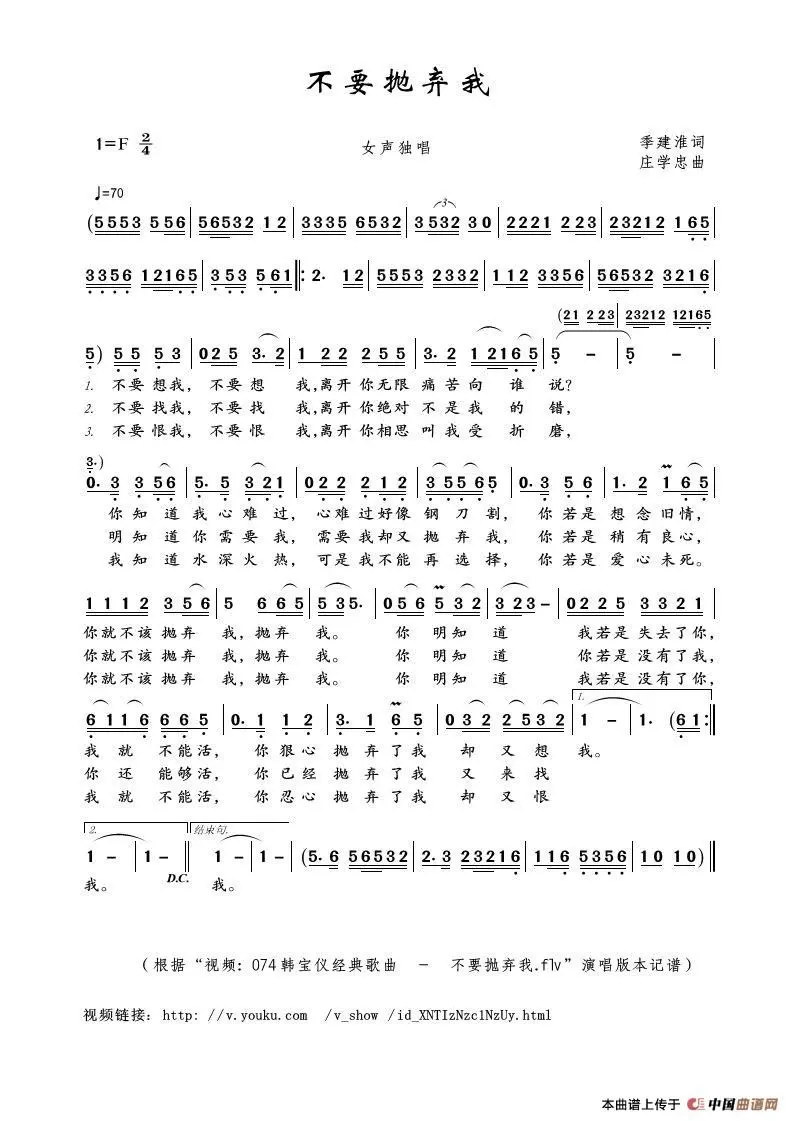 不要抛弃我
1=F 2/4
女声独唱
季建淮词
庄学忠曲
♩=70
(5553 556 | 56532 12 | 3335 6532 | 3 532 30 | 2221 223 | 23212 165 |
3356 12165 | 353 561 ‖: 2. 12 | 5553 2332 | 112 3356 | 56532 3216 |
(21 223 | 23212 12165
5) 55 53 | 025 3.2 | 122 255 | 3.2 12165 | 5 – | 5 – |
1. 不要想我，不要想 我，离开你无限 痛苦向 谁 说？
2. 不要找我，不要找 我，离开你绝对 不是我 的 错，
3. 不要恨我，不要恨 我，离开你相思 叫我受 折 磨，
3.)
0.3 356 | 5.5 321 | 022 212 | 35565 | 0.3 56 | 1.2 165 |
你知道我心难过，心难过好像钢刀割，你若是想念旧情，
明知道你需要我，需要我却又抛弃我，你若是稍有良心，
我知道水深火热，可是我不能再选择，你若是爱心未死。
1112 356 | 5 665 | 535. | 056 532 | 323– | 0225 3321 |
你就不该抛弃 我，抛弃 我。 你 明知 道 我若是失去了你，
你就不该抛弃 我，抛弃 我。 你 明知 道 你若是没有了我，
你就不该抛弃 我，抛弃 我。 你 明知 道 我若是没有了你，
1.
6116 665 | 0.1 12 | 3.1 65 | 032 2532 | 1 – | 1. (61 :‖
我就不能活，你狠心抛弃了我却又想我。
你还能够活，你已经抛弃了我又来找
我就不能活，你忍心抛弃了我却又恨
2. 结束句.
1 – | 1 – ‖ 1 – | 1 – | (5.6 56532 | 2.3 23216 | 116 5356 | 10 10) ‖
D.C.
我。 我。
（根据“视频：074韩宝仪经典歌曲 – 不要抛弃我.flv”演唱版本记谱）
视频链接：http: //v.youku.com /v_show /id_XNTIzNzc1NzUy.html
本曲谱上传于 中国曲谱网